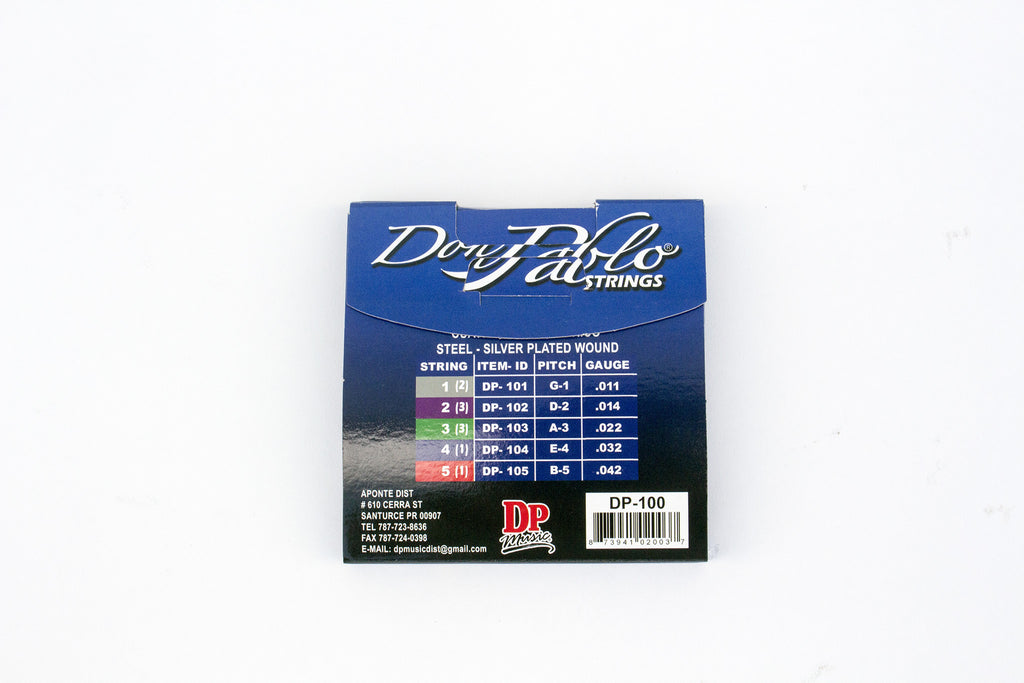 Don Pablo®
STRINGS
STEEL - SILVER PLATED WOUND
STRING ITEM- ID PITCH GAUGE
1 (2) DP- 101 G-1 .011
2 (3) DP- 102 D-2 .014
3 (3) DP- 103 A-3 .022
4 (1) DP- 104 E-4 .032
5 (1) DP- 105 B-5 .042
APONTE DIST
# 610 CERRA ST
SANTURCE PR 00907
TEL 787-723-8636
FAX 787-724-0398
E-MAIL: dpmusicdist@gmail.com
DP
Music
DP-100
8 73941 02003 7